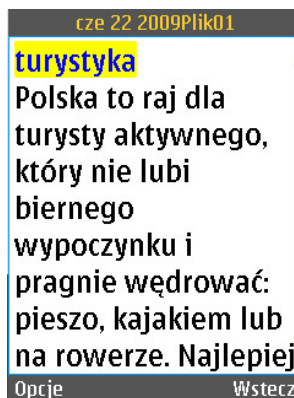 cze 22 2009Plik01
turystyka
Polska to raj dla
turysty aktywnego,
który nie lubi
biernego
wypoczynku i
pragnie wędrować:
pieszo, kajakiem lub
na rowerze. Najlepiej
Opcje Wstecz